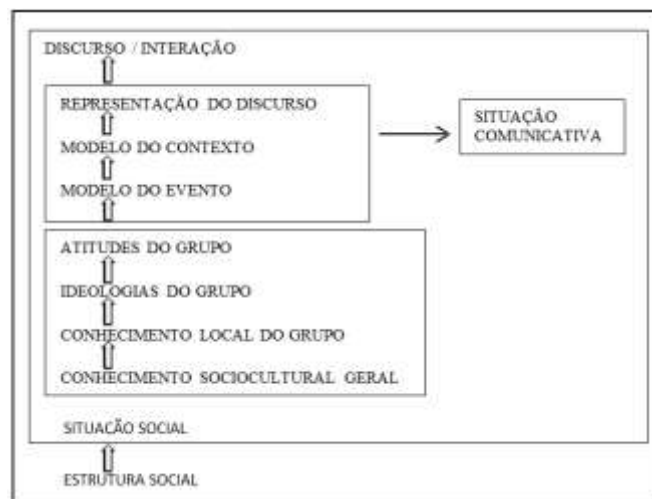 DISCURSO / INTERAÇÃO
REPRESENTAÇÃO DO DISCURSO
MODELO DO CONTEXTO
MODELO DO EVENTO
SITUAÇÃO
COMUNICATIVA
ATITUDES DO GRUPO
IDEOLOGIAS DO GRUPO
CONHECIMENTO LOCAL DO GRUPO
CONHECIMENTO SOCIOCULTURAL GERAL
SITUACÃO SOCIAL
ESTRUTURA SOCIAL